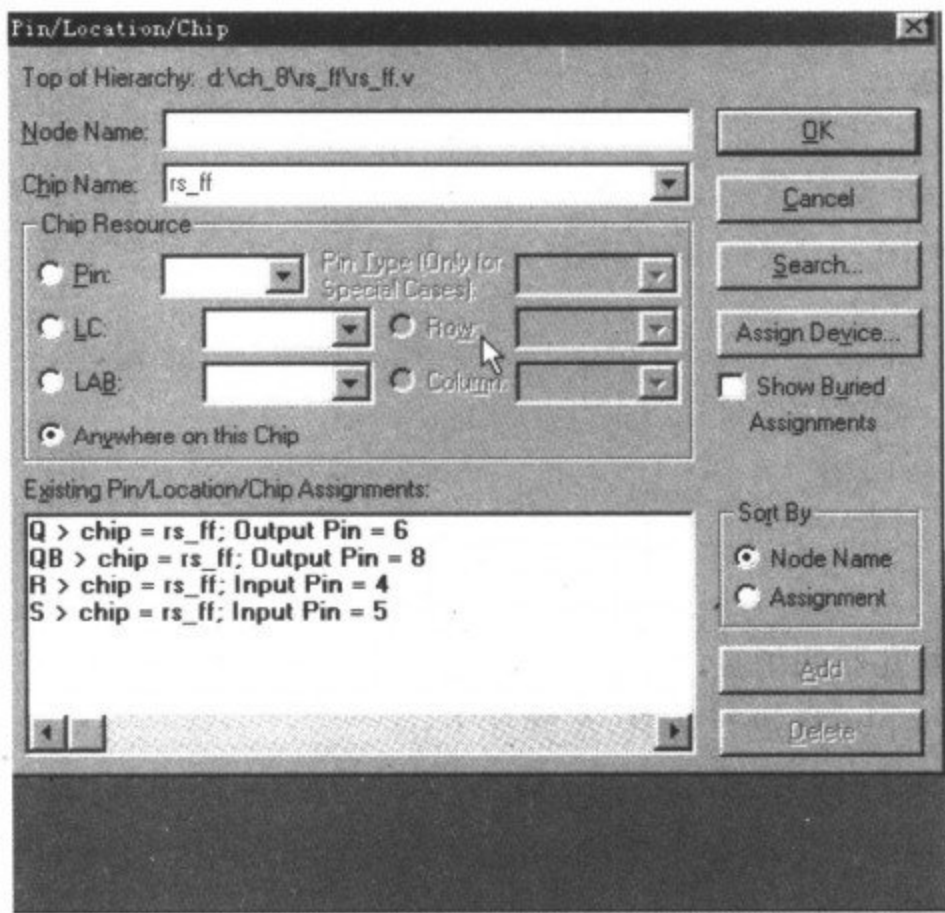 Pin/Location/Chip
Top of Hierarchy: d:\ch_8\rs_ff\rs_ff.v
Node Name:
OK
Chip Name: rs_ff
Cancel
Chip Resource
Pin:
Pin Type (Only for
Special Cases):
Search...
LC:
Row:
Assign Device...
LAB:
Column:
Show Buried
Assignments
Anywhere on this Chip
Existing Pin/Location/Chip Assignments:
Q > chip = rs_ff; Output Pin = 6
QB > chip = rs_ff; Output Pin = 8
R > chip = rs_ff; Input Pin = 4
S > chip = rs_ff; Input Pin = 5
Sort By
Node Name
Assignment
Add
Delete